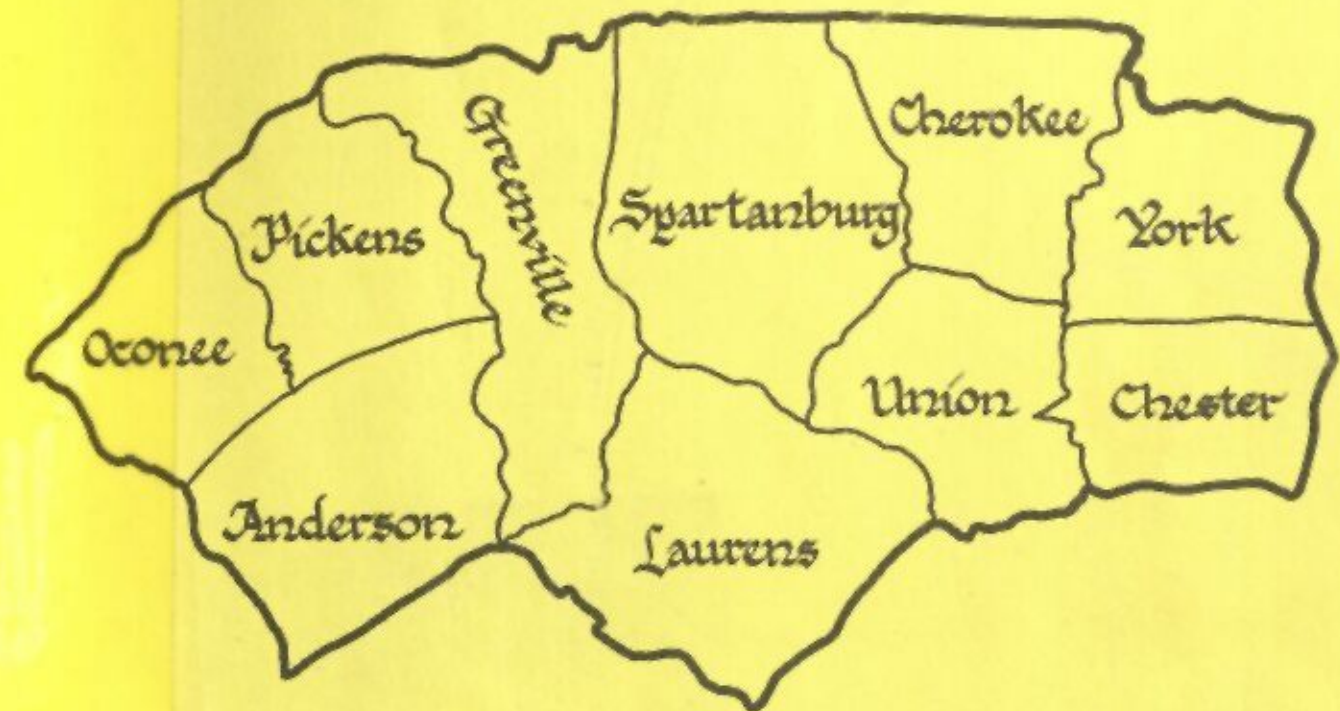 Cherokee
Greenville
Spartanburg
York
Pickens
Oconee
Union
Chester
Anderson
Laurens